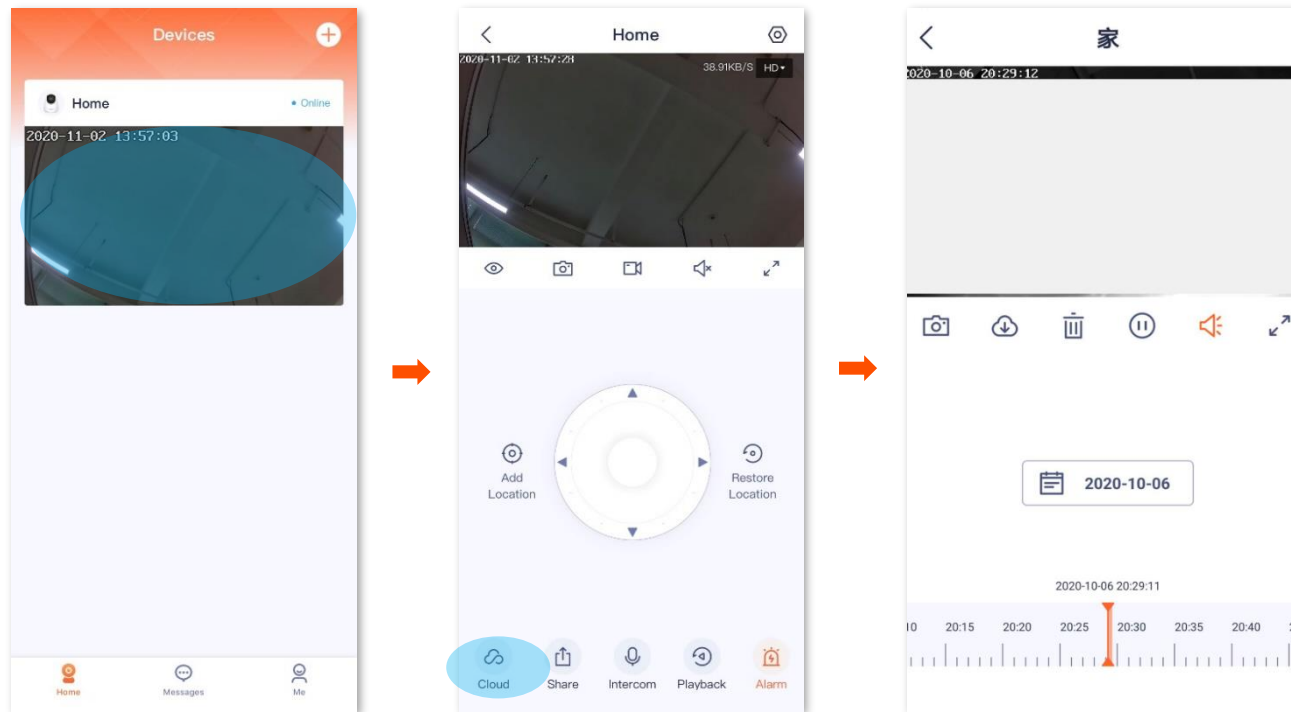 Devices
Home
Online
2020-11-02 13:57:03
Home
Messages
Me
Home
2020-11-02 13:57:28
38.91KB/S
HD
Add
Location
Restore
Location
Cloud
Share
Intercom
Playback
Alarm
家
2020-10-06 20:29:12
2020-10-06
2020-10-06 20:29:11
20:15 20:20 20:25 20:30 20:35 20:40